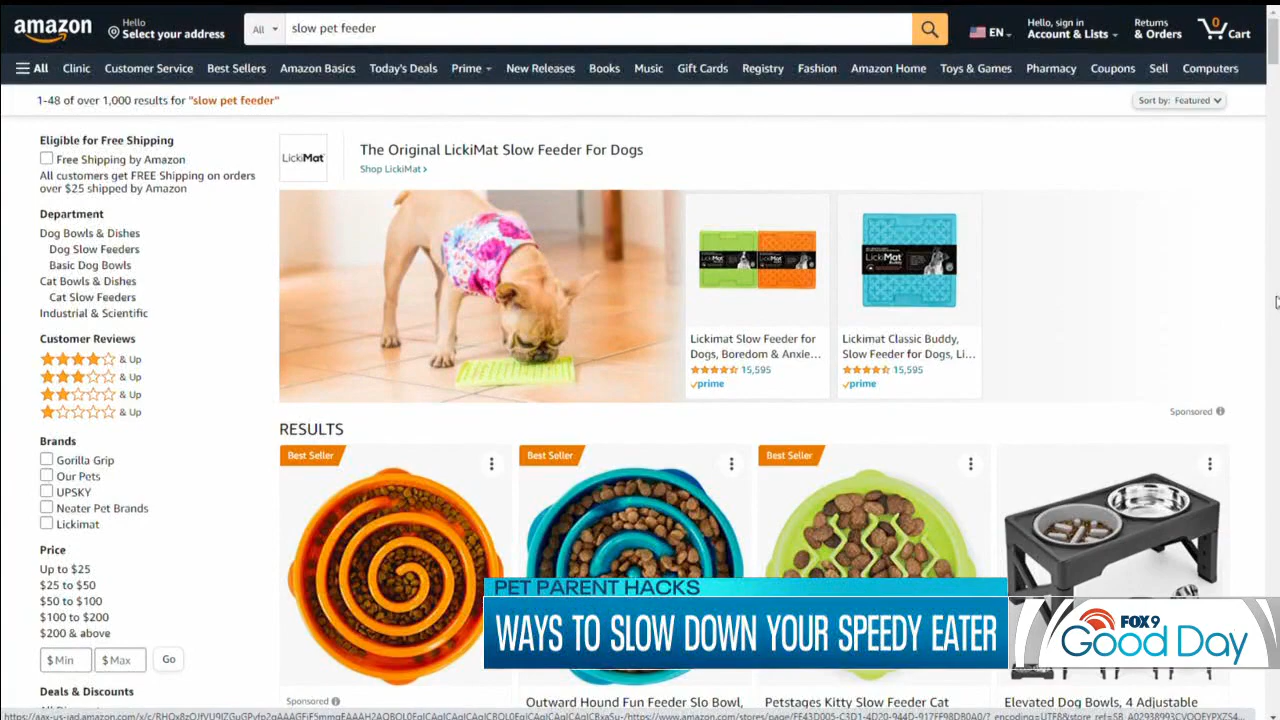 amazon
Hello
Select your address
All
slow pet feeder
EN
Hello, sign in
Account & Lists
Returns
& Orders
0
Cart
All
Clinic
Customer Service
Best Sellers
Amazon Basics
Today's Deals
Prime
New Releases
Books
Music
Gift Cards
Registry
Fashion
Amazon Home
Toys & Games
Pharmacy
Coupons
Sell
Computers
1-48 of over 1,000 results for "slow pet feeder"
Sort by: Featured
Eligible for Free Shipping
Free Shipping by Amazon
All customers get FREE Shipping on orders
over $25 shipped by Amazon
Department
Dog Bowls & Dishes
Dog Slow Feeders
Basic Dog Bowls
Cat Bowls & Dishes
Cat Slow Feeders
Industrial & Scientific
Customer Reviews
& Up
& Up
& Up
& Up
Brands
Gorilla Grip
Our Pets
UPSKY
Neater Pet Brands
Lickimat
Price
Up to $25
$25 to $50
$50 to $100
$100 to $200
$200 & above
$ Min
$ Max
Go
Deals & Discounts
LickiMat
The Original LickiMat Slow Feeder For Dogs
Shop LickiMat ›
LickiMat
Lickimat Slow Feeder for
Dogs, Boredom & Anxie...
15,595
prime
Lickimat Classic Buddy,
Slow Feeder for Dogs, Li...
15,595
prime
Sponsored
RESULTS
Best Seller
Best Seller
Best Seller
PET PARENT HACKS
WAYS TO SLOW DOWN YOUR SPEEDY EATER
FOX 9
Good Day
Sponsored
Outward Hound Fun Feeder Slo Bowl,
Petstages Kitty Slow Feeder Cat
Elevated Dog Bowls, 4 Adjustable